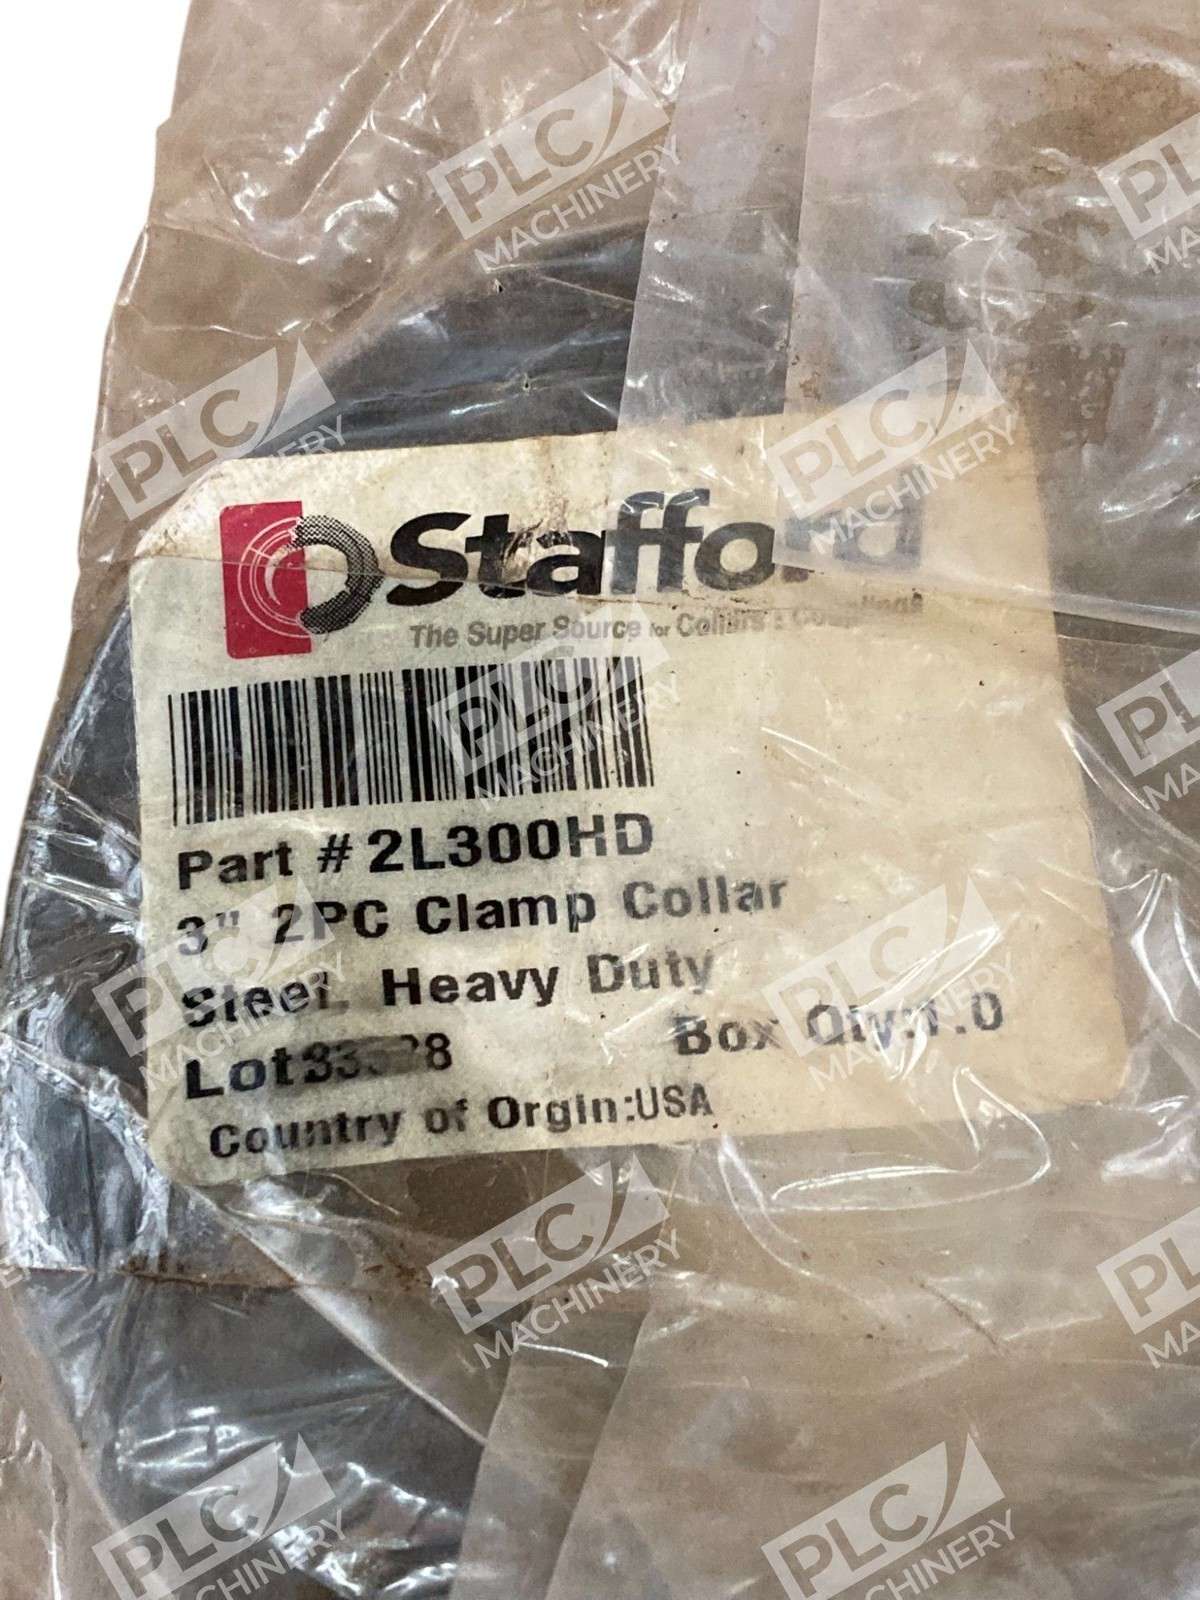 Stafford
The Super Source for Collars & Couplings
Part # 2L300HD
3" 2PC Clamp Collar
Steel, Heavy Duty
Box Qty:1.0
Country of Orgin:USA
PLC MACHINERY